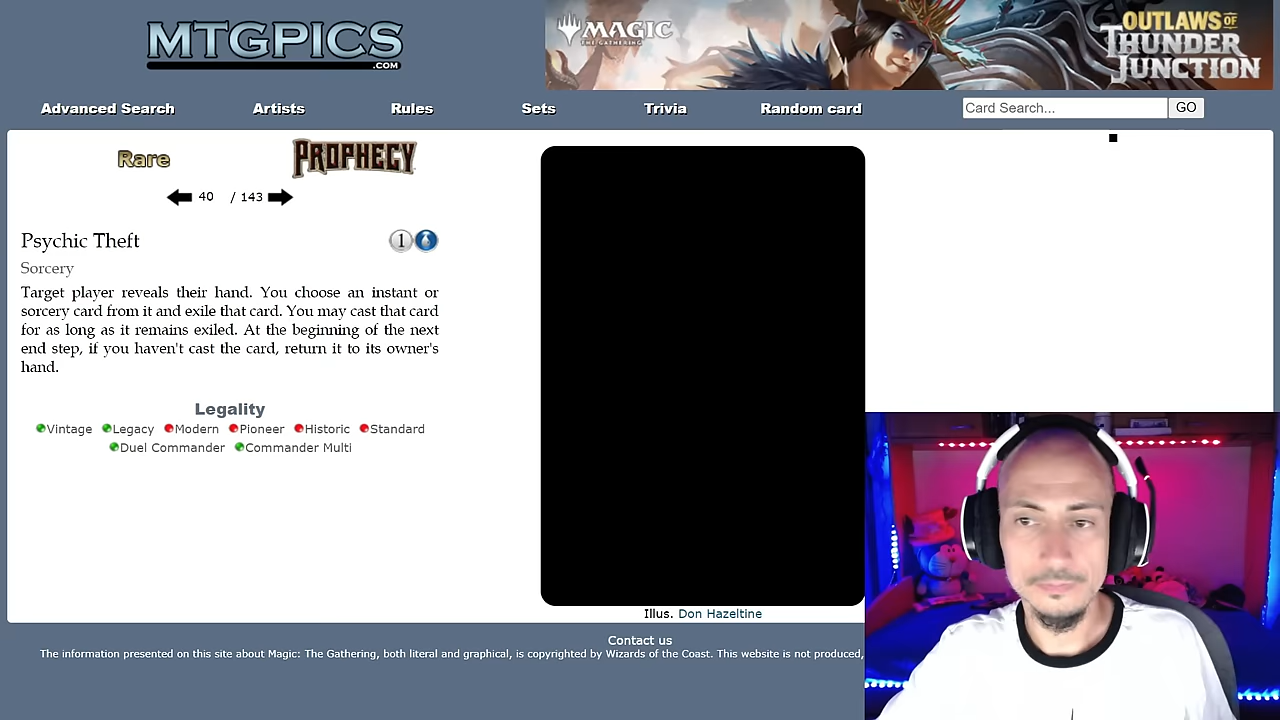 MTGPICS
.COM
MAGIC
THE GATHERING
OUTLAWS OF
THUNDER
JUNCTION
Advanced Search
Artists
Rules
Sets
Trivia
Random card
Card Search...
GO
Rare
PROPHECY
40 / 143
Psychic Theft
1
Sorcery
Target player reveals their hand. You choose an instant or
sorcery card from it and exile that card. You may cast that card
for as long as it remains exiled. At the beginning of the next
end step, if you haven't cast the card, return it to its owner's
hand.
Legality
Vintage Legacy Modern Pioneer Historic Standard
Duel Commander Commander Multi
Illus. Don Hazeltine
Contact us
The information presented on this site about Magic: The Gathering, both literal and graphical, is copyrighted by Wizards of the Coast. This website is not produced,